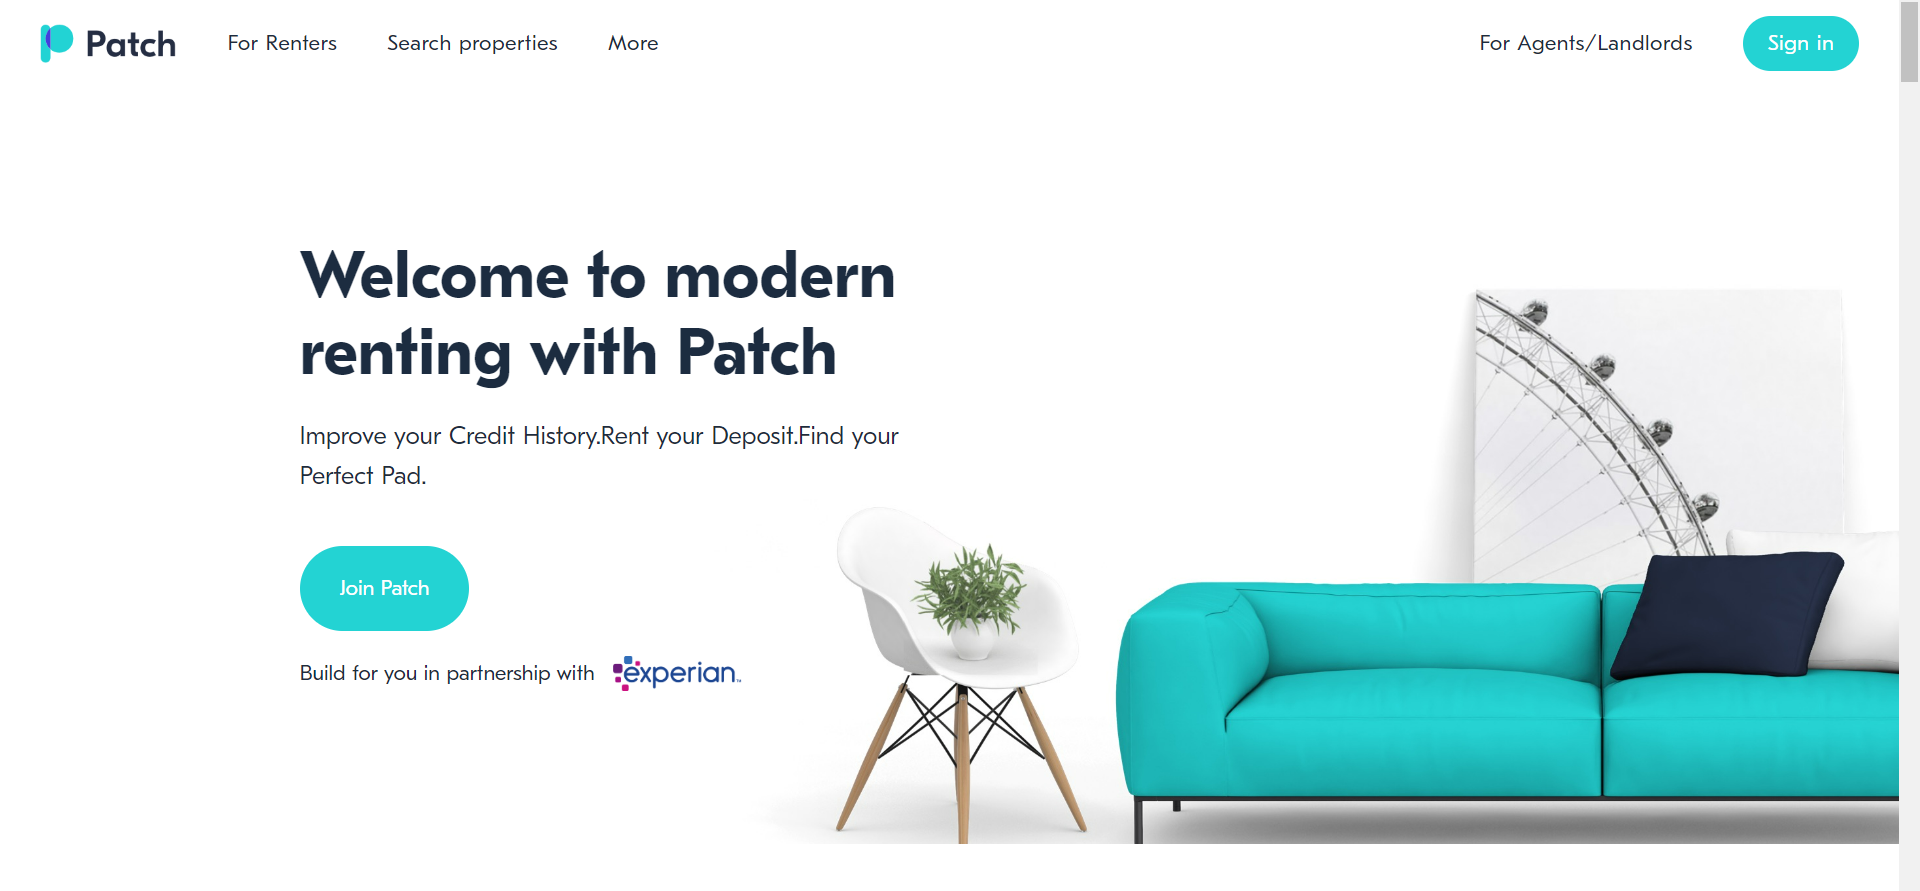 Patch
For Renters
Search properties
More
For Agents/Landlords
Sign in
Welcome to modern
renting with Patch
Improve your Credit History.Rent your Deposit.Find your
Perfect Pad.
Join Patch
Build for you in partnership with experian™